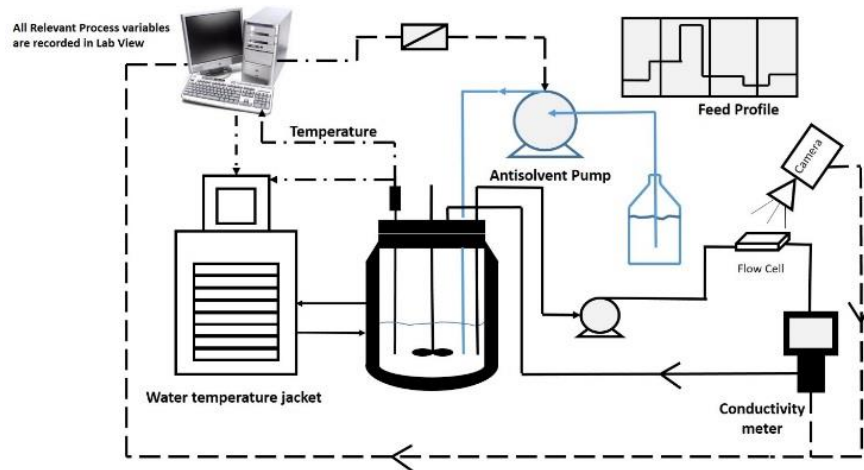 All Relevant Process variables
are recorded in Lab View
Temperature
Antisolvent Pump
Feed Profile
Camera
Flow Cell
Water temperature jacket
Conductivity
meter